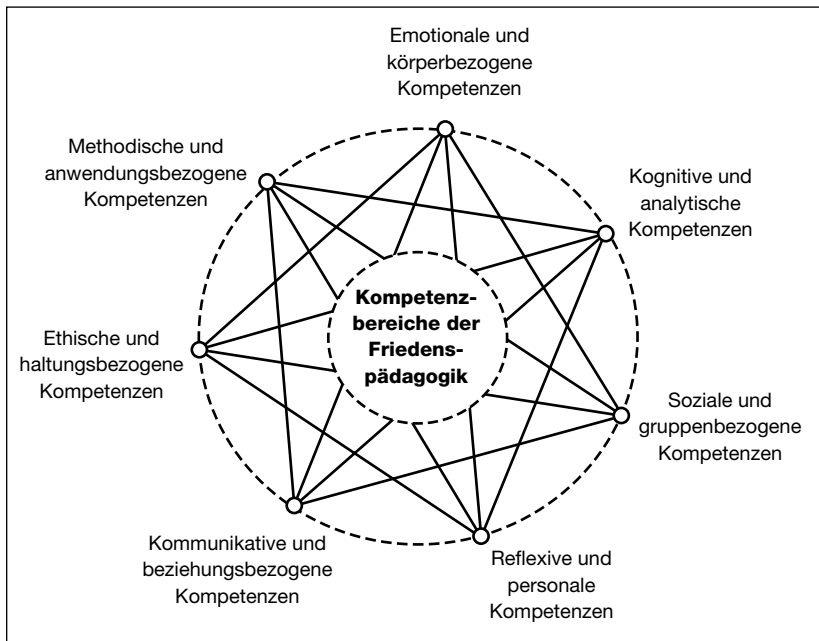 Emotionale und
körperbezogene
Kompetenzen
Methodische und
anwendungsbezogene
Kompetenzen
Kognitive und
analytische
Kompetenzen
Kompetenz-
bereiche der
Friedens-
pädagogik
Ethische und
haltungsbezogene
Kompetenzen
Soziale und
gruppenbezogene
Kompetenzen
Kommunikative und
beziehungsbezogene
Kompetenzen
Reflexive und
personale
Kompetenzen